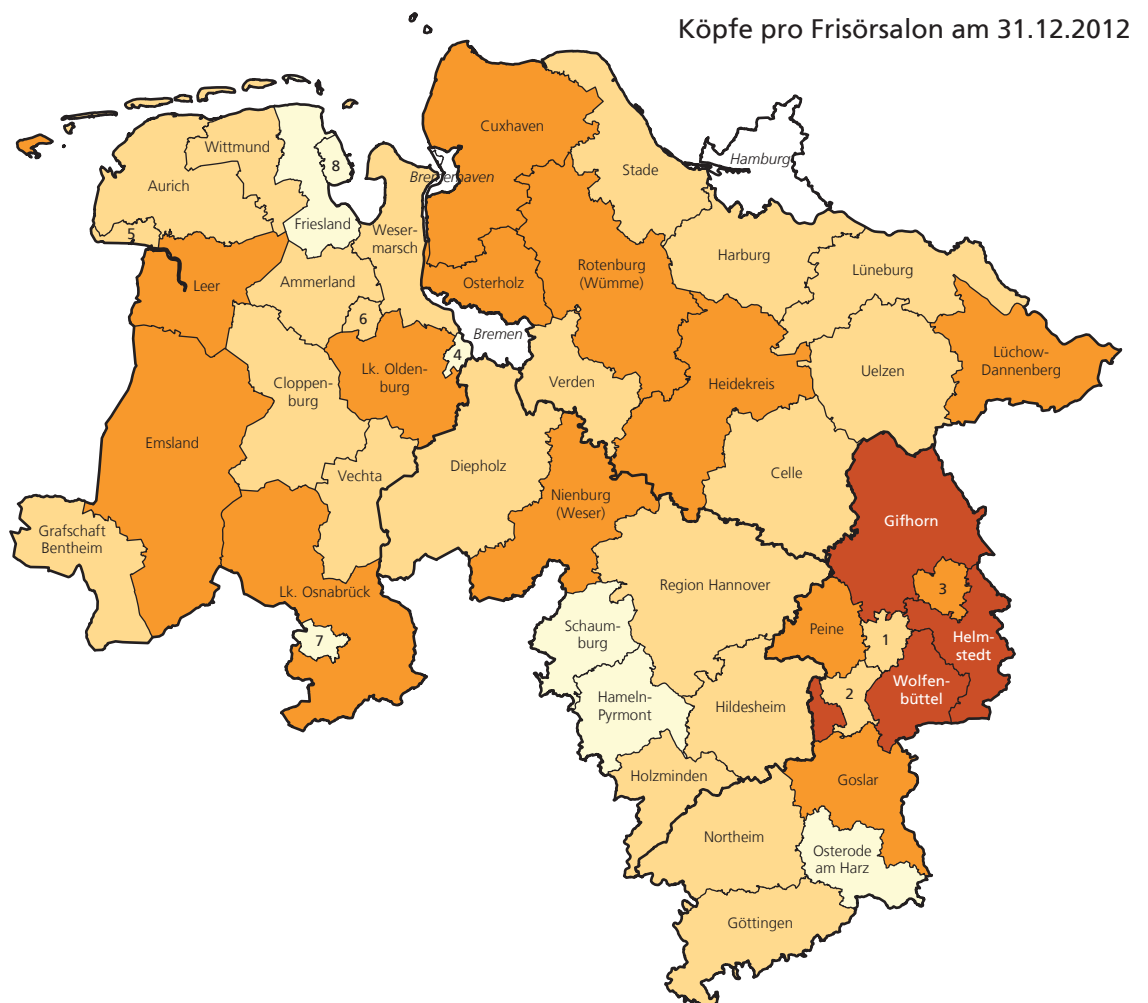 Köpfe pro Frisörsalon am 31.12.2012
Cuxhaven
Wittmund
8
Stade
Hamburg
Aurich
Bremerhaven
Friesland
Weser-
marsch
5
Harburg
Rotenburg
(Wümme)
Lüneburg
Leer
Ammerland
Osterholz
6
Bremen
4
Lüchow-
Dannenberg
Lk. Olden-
burg
Uelzen
Cloppen-
burg
Verden
Heidekreis
Emsland
Diepholz
Vechta
Celle
Nienburg
(Weser)
Gifhorn
Grafschaft
Bentheim
Region Hannover
3
Lk. Osnabrück
Schaum-
burg
Peine
1
Helm-
stedt
7
Wolfen-
büttel
2
Hameln-
Pyrmont
Hildesheim
Holzminden
Goslar
Northeim
Osterode
am Harz
Göttingen